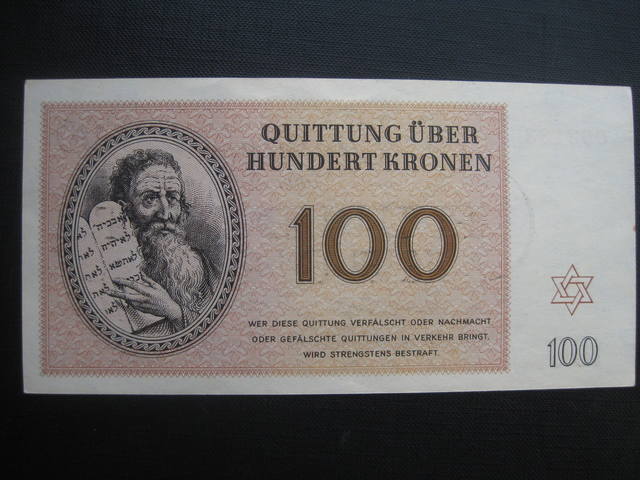 QUITTUNG ÜBER
HUNDERT KRONEN
100
WER DIESE QUITTUNG VERFÄLSCHT ODER NACHMACHT
ODER GEFÄLSCHTE QUITTUNGEN IN VERKEHR BRINGT,
WIRD STRENGSTENS BESTRAFT.
100